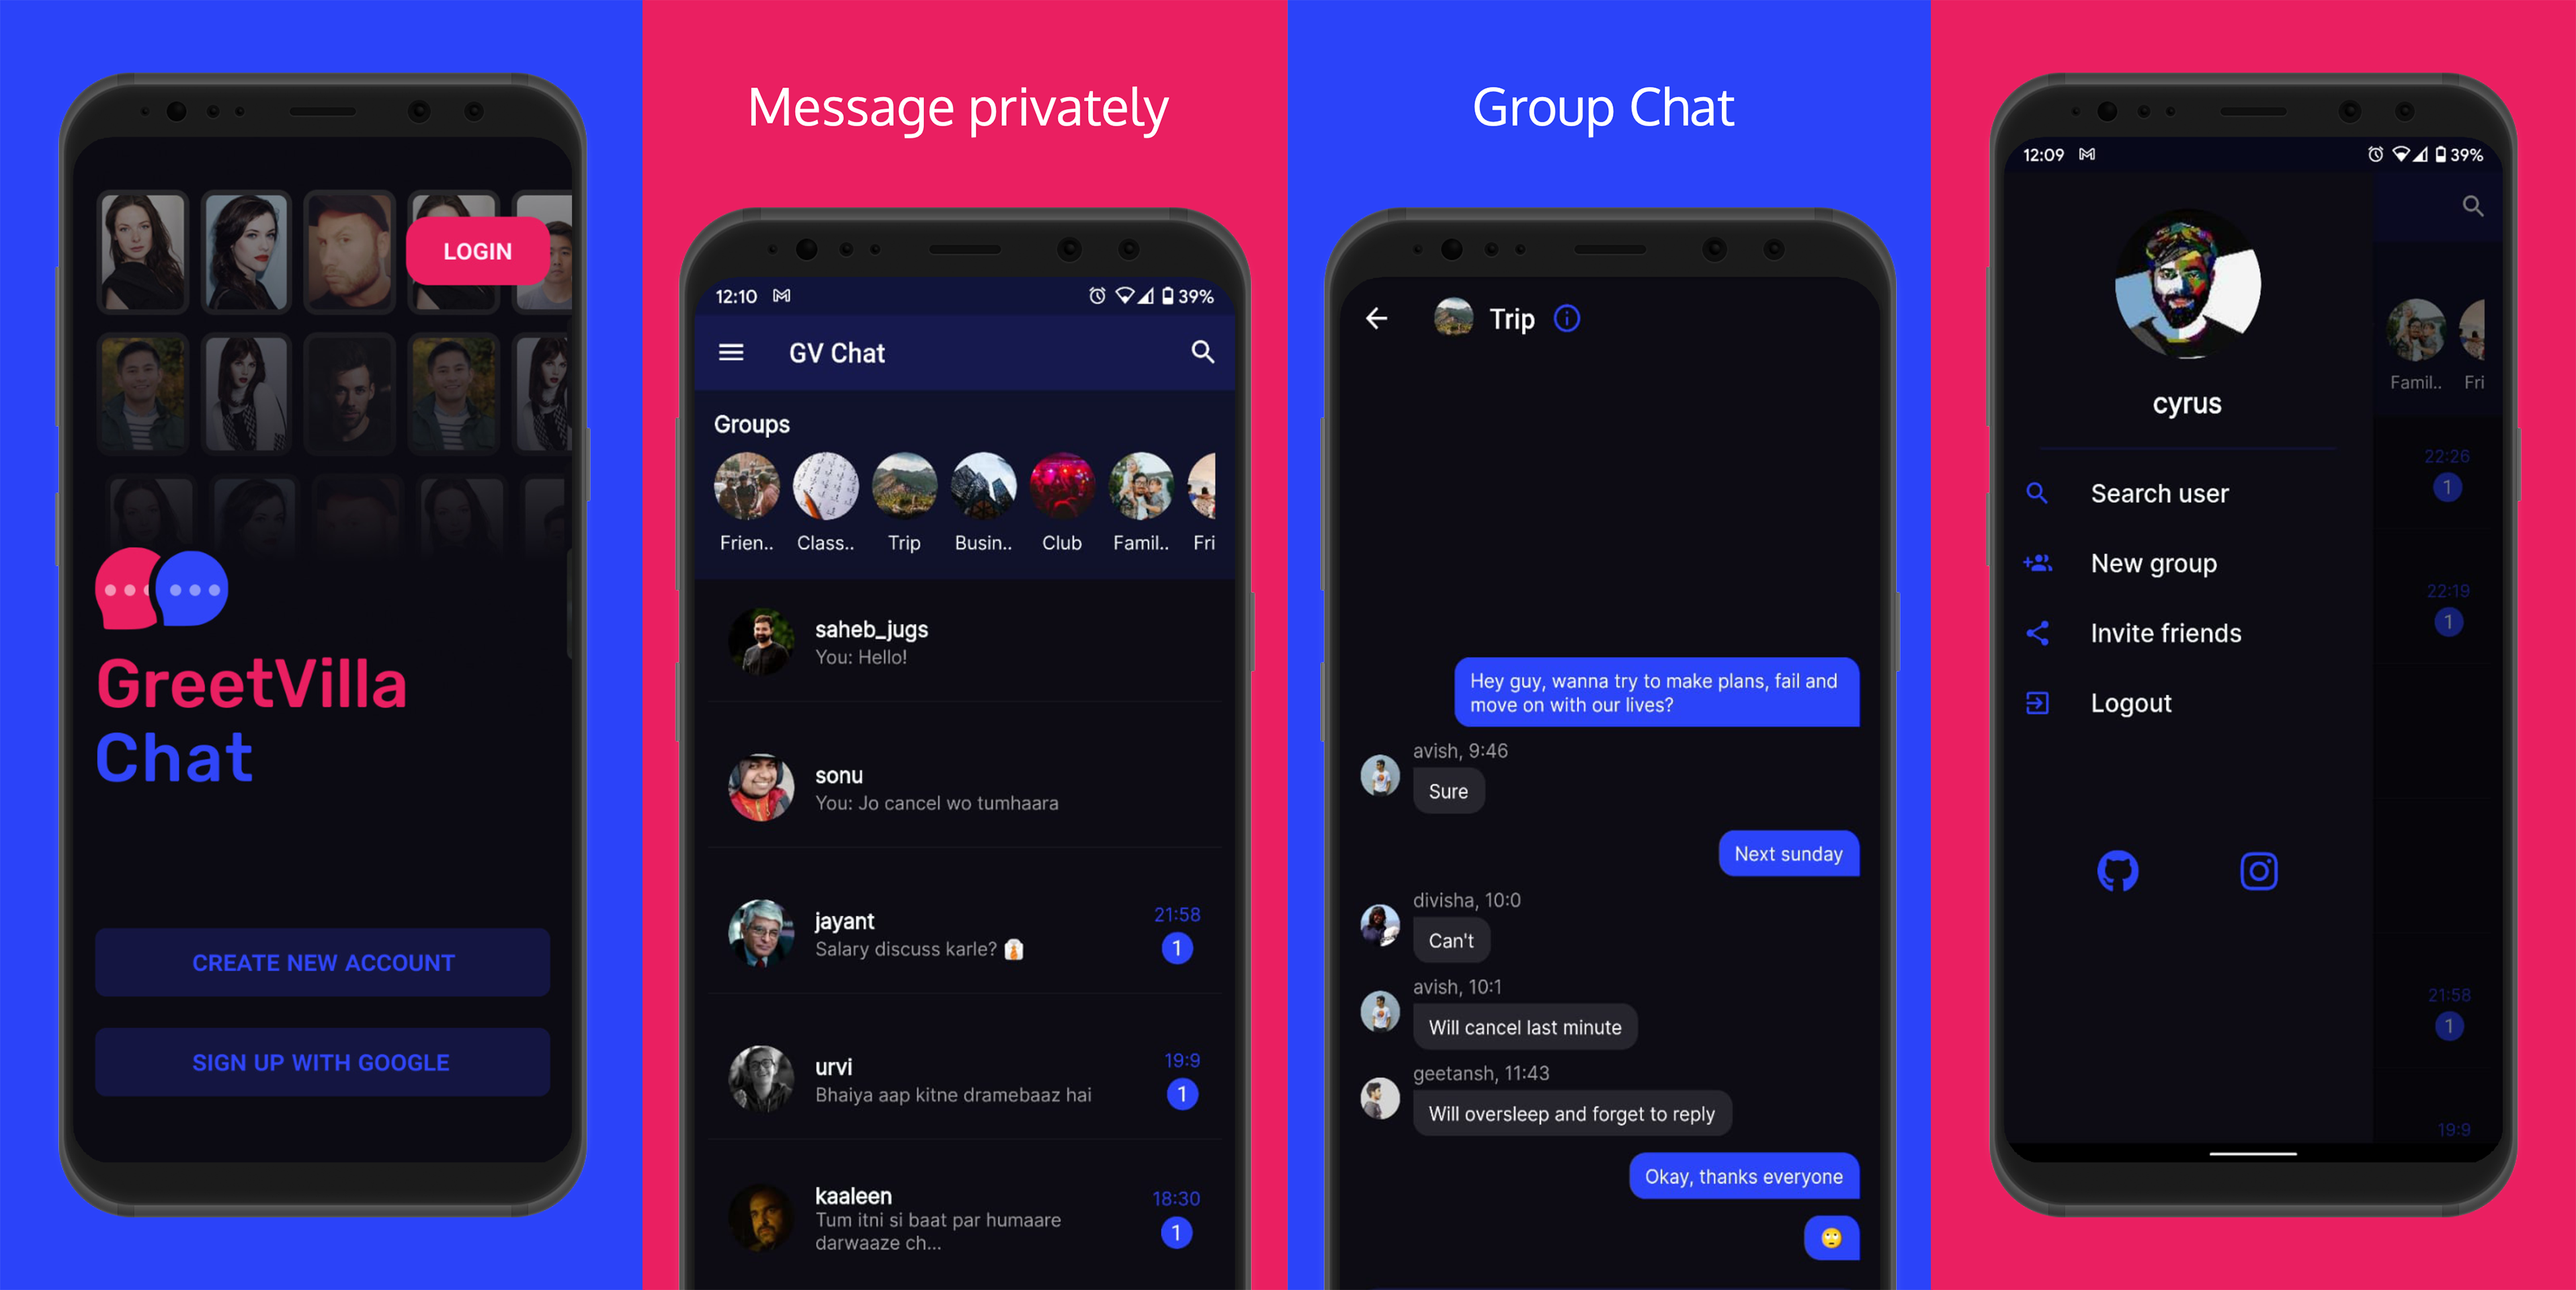 LOGIN
GreetVilla
Chat
CREATE NEW ACCOUNT
SIGN UP WITH GOOGLE
Message privately
12:10
39%
GV Chat
Groups
Frien.. Class.. Trip Busin.. Club Famil.. Fri
saheb_jugs
You: Hello!
sonu
You: Jo cancel wo tumhaara
jayant
21:58
Salary discuss karle?
1
urvi
19:9
Bhaiya aap kitne dramebaaz hai
1
kaaleen
18:30
Tum itni si baat par humaare
darwaaze ch...
1
Group Chat
Trip
Hey guy, wanna try to make plans, fail and
move on with our lives?
avish, 9:46
Sure
Next sunday
divisha, 10:0
Can't
avish, 10:1
Will cancel last minute
geetansh, 11:43
Will oversleep and forget to reply
Okay, thanks everyone
🙄
12:09
39%
cyrus
Search user
New group
Invite friends
Logout
Famil.. Fri
22:26
1
22:19
1
21:58
1
19:9